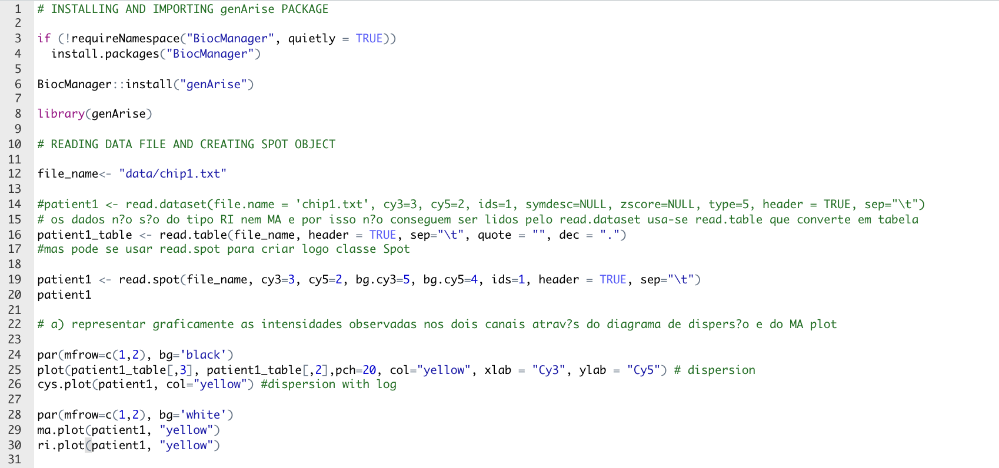 1 # INSTALLING AND IMPORTING genArise PACKAGE
2
3 if (!requireNamespace("BiocManager", quietly = TRUE))
4   install.packages("BiocManager")
5
6 BiocManager::install("genArise")
7
8 library(genArise)
9
10 # READING DATA FILE AND CREATING SPOT OBJECT
11
12 file_name<- "data/chip1.txt"
13
14 #patient1 <- read.dataset(file.name = 'chip1.txt', cy3=3, cy5=2, ids=1, symdesc=NULL, zscore=NULL, type=5, header = TRUE, sep="\t")
15 # os dados n?o s?o do tipo RI nem MA e por isso n?o conseguem ser lidos pelo read.dataset usa-se read.table que converte em tabela
16 patient1_table <- read.table(file_name, header = TRUE, sep="\t", quote = "", dec = ".")
17 #mas pode se usar read.spot para criar logo classe Spot
18
19 patient1 <- read.spot(file_name, cy3=3, cy5=2, bg.cy3=5, bg.cy5=4, ids=1, header = TRUE, sep="\t")
20 patient1
21
22 # a) representar graficamente as intensidades observadas nos dois canais atrav?s do diagrama de dispers?o e do MA plot
23
24 par(mfrow=c(1,2), bg='black')
25 plot(patient1_table[,3], patient1_table[,2],pch=20, col="yellow", xlab = "Cy3", ylab = "Cy5") # dispersion
26 cys.plot(patient1, col="yellow") #dispersion with log
27
28 par(mfrow=c(1,2), bg='white')
29 ma.plot(patient1, "yellow")
30 ri.plot(patient1, "yellow")
31